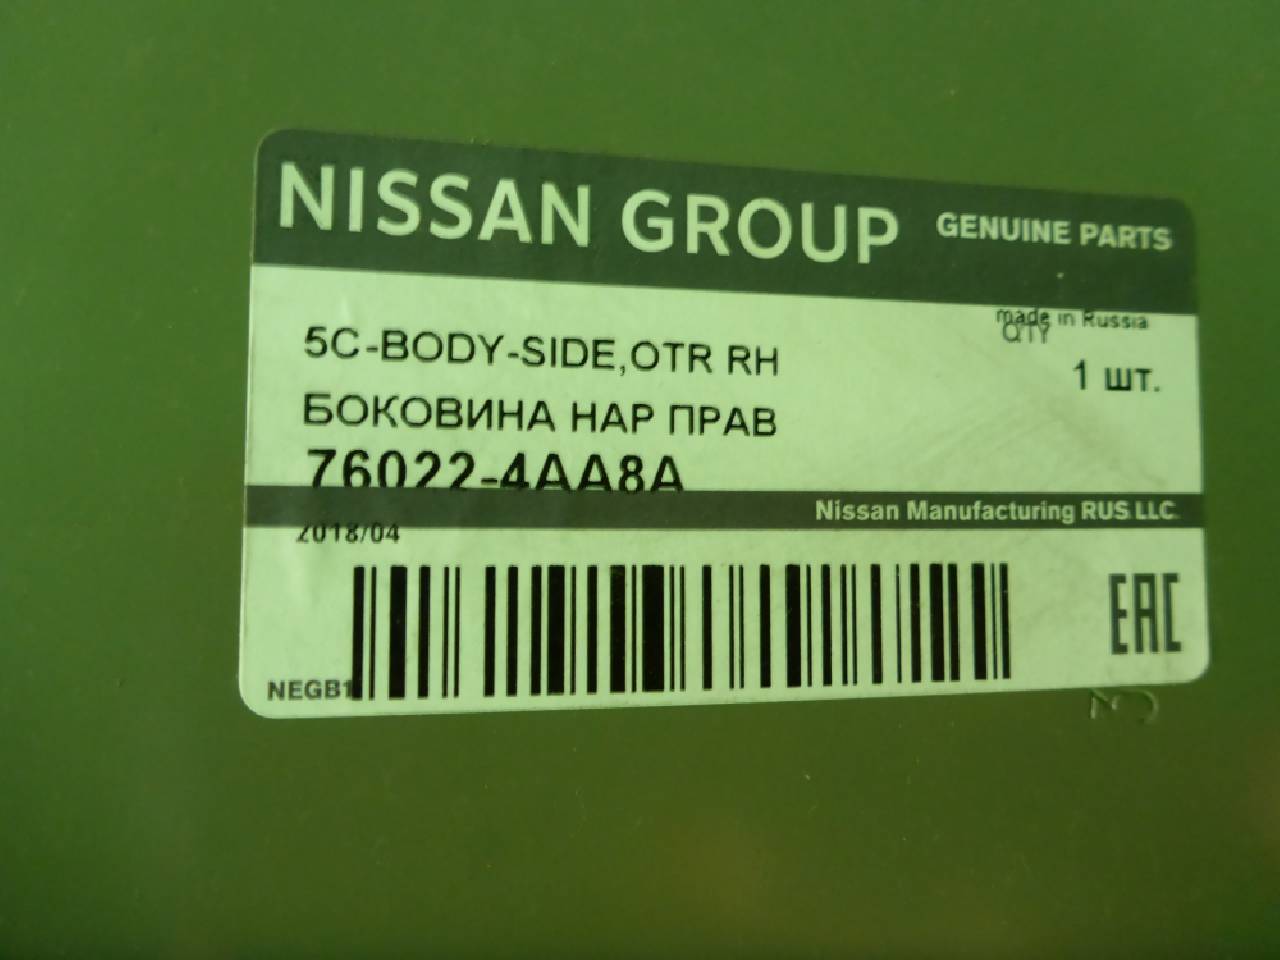 NISSAN GROUP GENUINE PARTS
made in Russia
QTY
5C-BODY-SIDE,OTR RH
1 шт.
БОКОВИНА НАР ПРАВ
76022-4AA8A
Nissan Manufacturing RUS LLC
2018/04
EAC
NEGB1
3